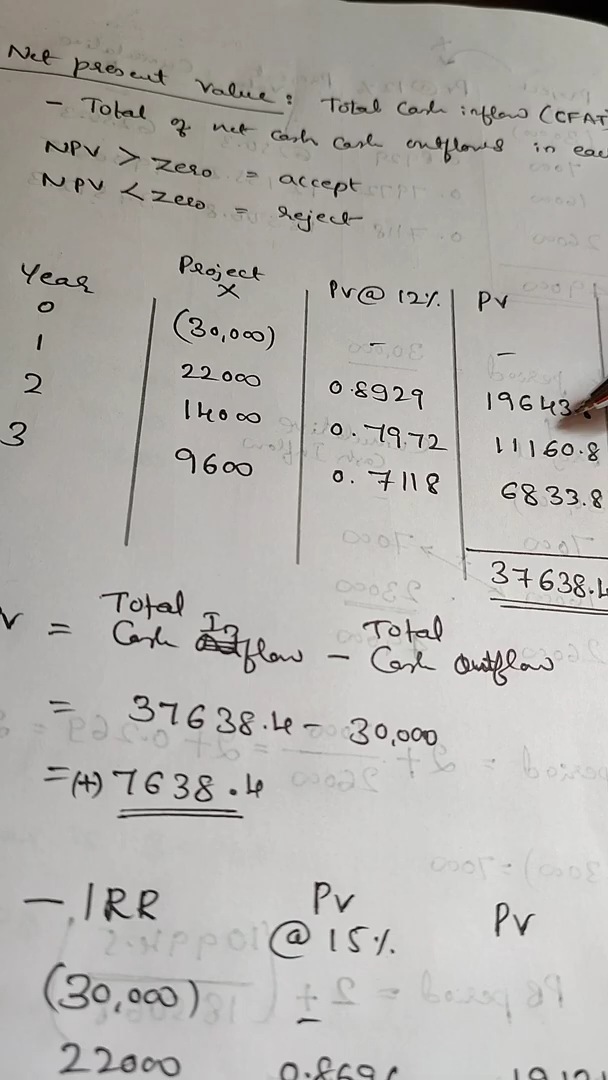 Net present value: Total Cash inflow (CFAT
- Total of net cash cash outflows in eac
NPV > zero = accept
NPV < zero = reject
Year Project X PV@ 12% PV
0 (30,000) - -
1 22000 0.8929 19643.
2 14000 0.7972 11160.8
3 9600 0.7118 6833.8
37638.4
V = Total Cash Inflow - Total Cash outflow
= 37638.4 - 30,000
= (+) 7638.4
- IRR PV @ 15% PV
(30,000) -
22000 0.869